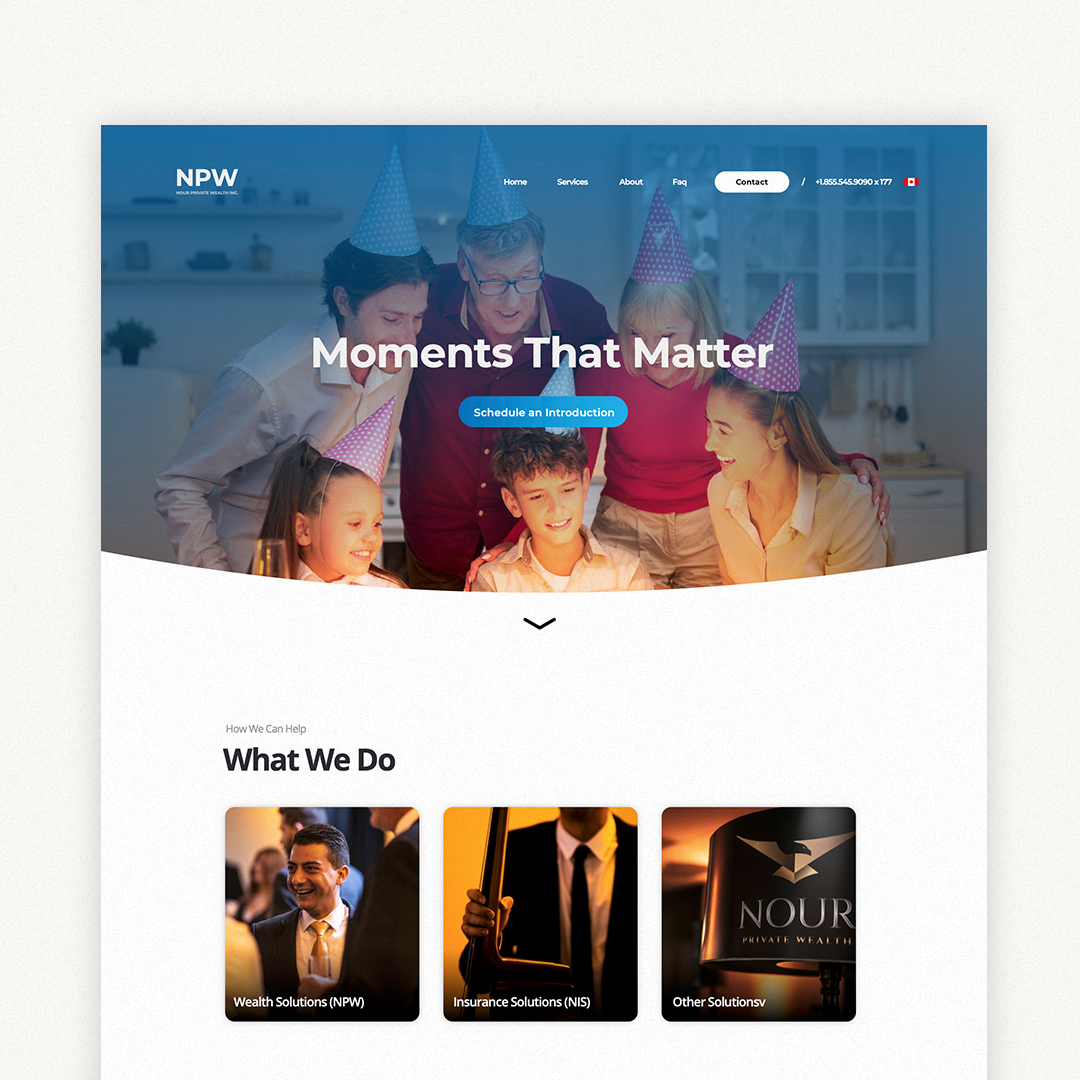 NPW
NOUR PRIVATE WEALTH INC.
Home Services About Faq Contact / +1.855.545.9090 x 177
Moments That Matter
Schedule an Introduction
How We Can Help
What We Do
NOUR
PRIVATE WEALTH
Wealth Solutions (NPW)
Insurance Solutions (NIS)
Other Solutionsv